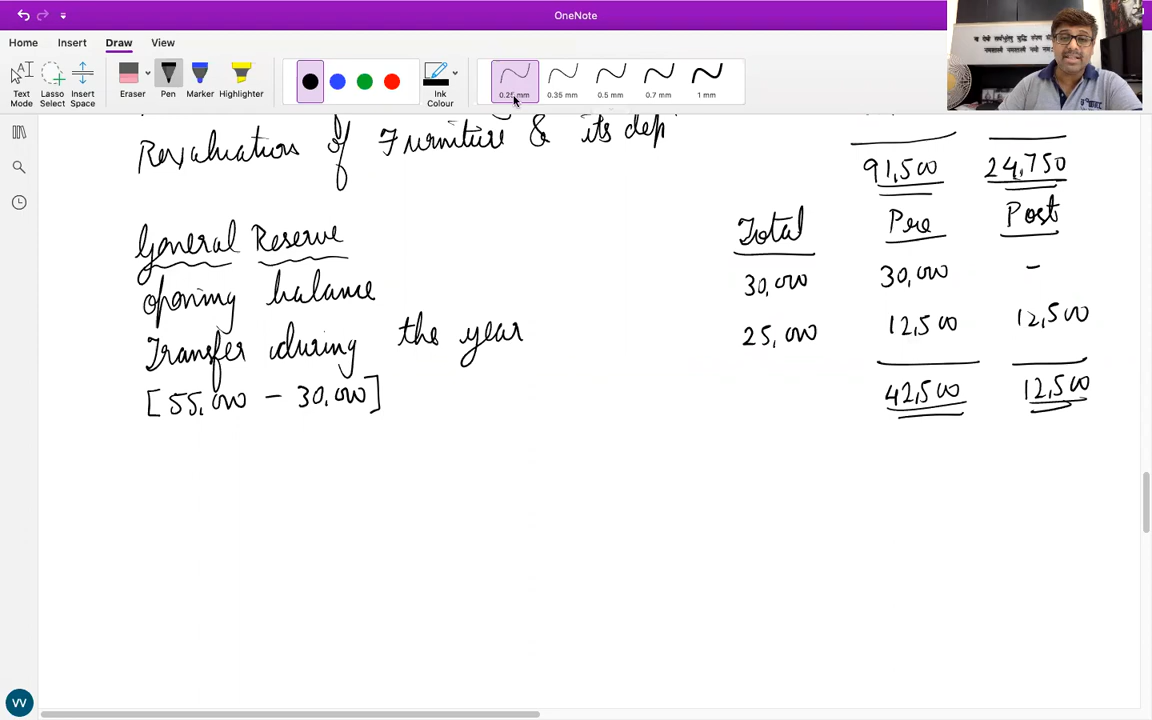 OneNote
Home Insert Draw View
Text Mode
Lasso Select
Insert Space
Eraser
Pen
Marker
Highlighter
Ink Colour
0.25 mm
0.35 mm
0.5 mm
0.7 mm
1 mm
Revaluation of Furniture & its dep
91,500 24,750
General Reserve Total Pre Post
opening balance 30,000 30,000 -
Transfer during the year 25,000 12,500 12,500
[55,000 - 30,000] 42,500 12,500
VV